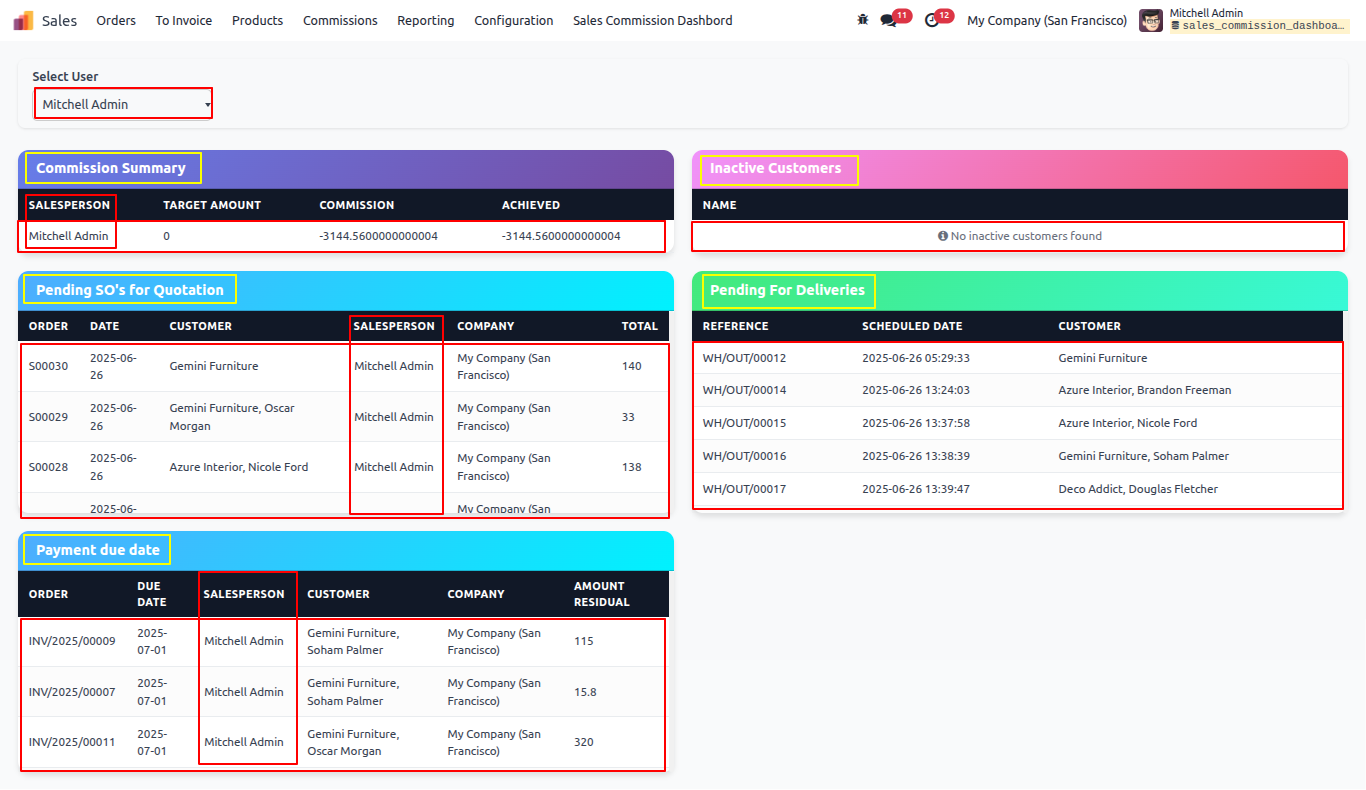 Sales Orders To Invoice Products Commissions Reporting Configuration Sales Commission Dashbord 11 12 My Company (San Francisco) Mitchell Admin
sales_commission_dashboa…
Select User
Mitchell Admin
Commission Summary
SALESPERSON TARGET AMOUNT COMMISSION ACHIEVED
Mitchell Admin 0 -3144.5600000000004 -3144.5600000000004
Inactive Customers
NAME
No inactive customers found
Pending SO's for Quotation
ORDER DATE CUSTOMER SALESPERSON COMPANY TOTAL
S00030 2025-06-26 Gemini Furniture Mitchell Admin My Company (San Francisco) 140
S00029 2025-06-26 Gemini Furniture, Oscar Morgan Mitchell Admin My Company (San Francisco) 33
S00028 2025-06-26 Azure Interior, Nicole Ford Mitchell Admin My Company (San Francisco) 138
2025-06- My Company (San
Pending For Deliveries
REFERENCE SCHEDULED DATE CUSTOMER
WH/OUT/00012 2025-06-26 05:29:33 Gemini Furniture
WH/OUT/00014 2025-06-26 13:24:03 Azure Interior, Brandon Freeman
WH/OUT/00015 2025-06-26 13:37:58 Azure Interior, Nicole Ford
WH/OUT/00016 2025-06-26 13:38:39 Gemini Furniture, Soham Palmer
WH/OUT/00017 2025-06-26 13:39:47 Deco Addict, Douglas Fletcher
Payment due date
ORDER DUE DATE SALESPERSON CUSTOMER COMPANY AMOUNT RESIDUAL
INV/2025/00009 2025-07-01 Mitchell Admin Gemini Furniture, Soham Palmer My Company (San Francisco) 115
INV/2025/00007 2025-07-01 Mitchell Admin Gemini Furniture, Soham Palmer My Company (San Francisco) 15.8
INV/2025/00011 2025-07-01 Mitchell Admin Gemini Furniture, Oscar Morgan My Company (San Francisco) 320